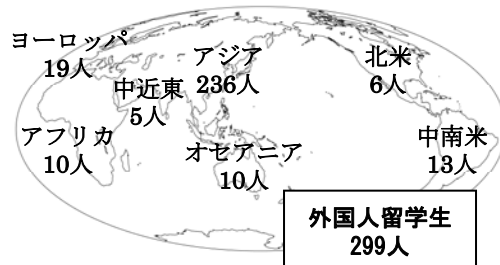 ヨーロッパ
19人
アジア
236人
北米
6人
中近東
5人
アフリカ
10人
オセアニア
10人
中南米
13人
外国人留学生
299人